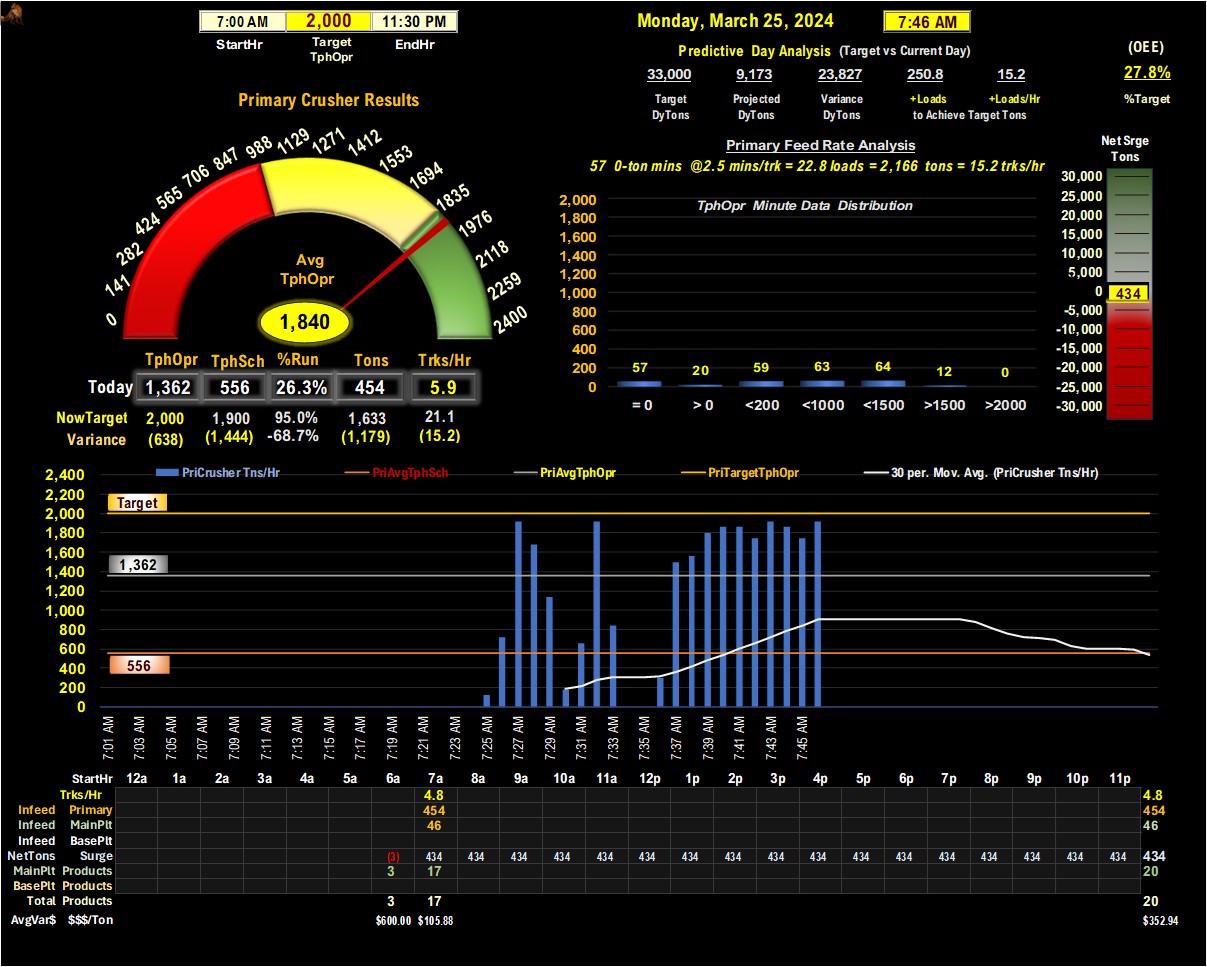 7:00 AM 2,000 11:30 PM
StartHr Target TphOpr EndHr
Monday, March 25, 2024 7:46 AM
Predictive Day Analysis (Target vs Current Day)
33,000 9,173 23,827 250.8 15.2
Target Projected Variance +Loads +Loads/Hr
DyTons DyTons DyTons to Achieve Target Tons
(OEE)
27.8%
%Target
Primary Crusher Results
0 141 282 424 565 706 847 988 1129 1271 1412 1553 1694 1835 1976 2118 2259 2400
Avg
TphOpr
1,840
TphOpr TphSch %Run Tons Trks/Hr
Today 1,362 556 26.3% 454 5.9
NowTarget 2,000 1,900 95.0% 1,633 21.1
Variance (638) (1,444) -68.7% (1,179) (15.2)
Primary Feed Rate Analysis
57 0-ton mins @2.5 mins/trk = 22.8 loads = 2,166 tons = 15.2 trks/hr
TphOpr Minute Data Distribution
2,000
1,800
1,600
1,400
1,200
1,000
800
600
400
200
0
57 20 59 63 64 12 0
= 0 > 0 <200 <1000 <1500 >1500 >2000
Net Srge
Tons
30,000
25,000
20,000
15,000
10,000
5,000
0
-5,000
-10,000
-15,000
-20,000
-25,000
-30,000
434
PriCrusher Tns/Hr PriAvgTphSch PriAvgTphOpr PriTargetTphOpr 30 per. Mov. Avg. (PriCrusher Tns/Hr)
2,400
2,200
2,000
1,800
1,600
1,400
1,200
1,000
800
600
400
200
0
Target
1,362
556
7:01 AM 7:03 AM 7:05 AM 7:07 AM 7:09 AM 7:11 AM 7:13 AM 7:15 AM 7:17 AM 7:19 AM 7:21 AM 7:23 AM 7:25 AM 7:27 AM 7:29 AM 7:31 AM 7:33 AM 7:35 AM 7:37 AM 7:39 AM 7:41 AM 7:43 AM 7:45 AM
StartHr 12a 1a 2a 3a 4a 5a 6a 7a 8a 9a 10a 11a 12p 1p 2p 3p 4p 5p 6p 7p 8p 9p 10p 11p
Trks/Hr 4.8 4.8
Infeed Primary 454 454
Infeed MainPlt 46 46
Infeed BasePlt
NetTons Surge (3) 434 434 434 434 434 434 434 434 434 434 434 434 434 434 434 434 434 434
MainPlt Products 3 17 20
BasePlt Products
Total Products 3 17 20
AvgVar$ $$$/Ton $600.00 $105.88 $352.94